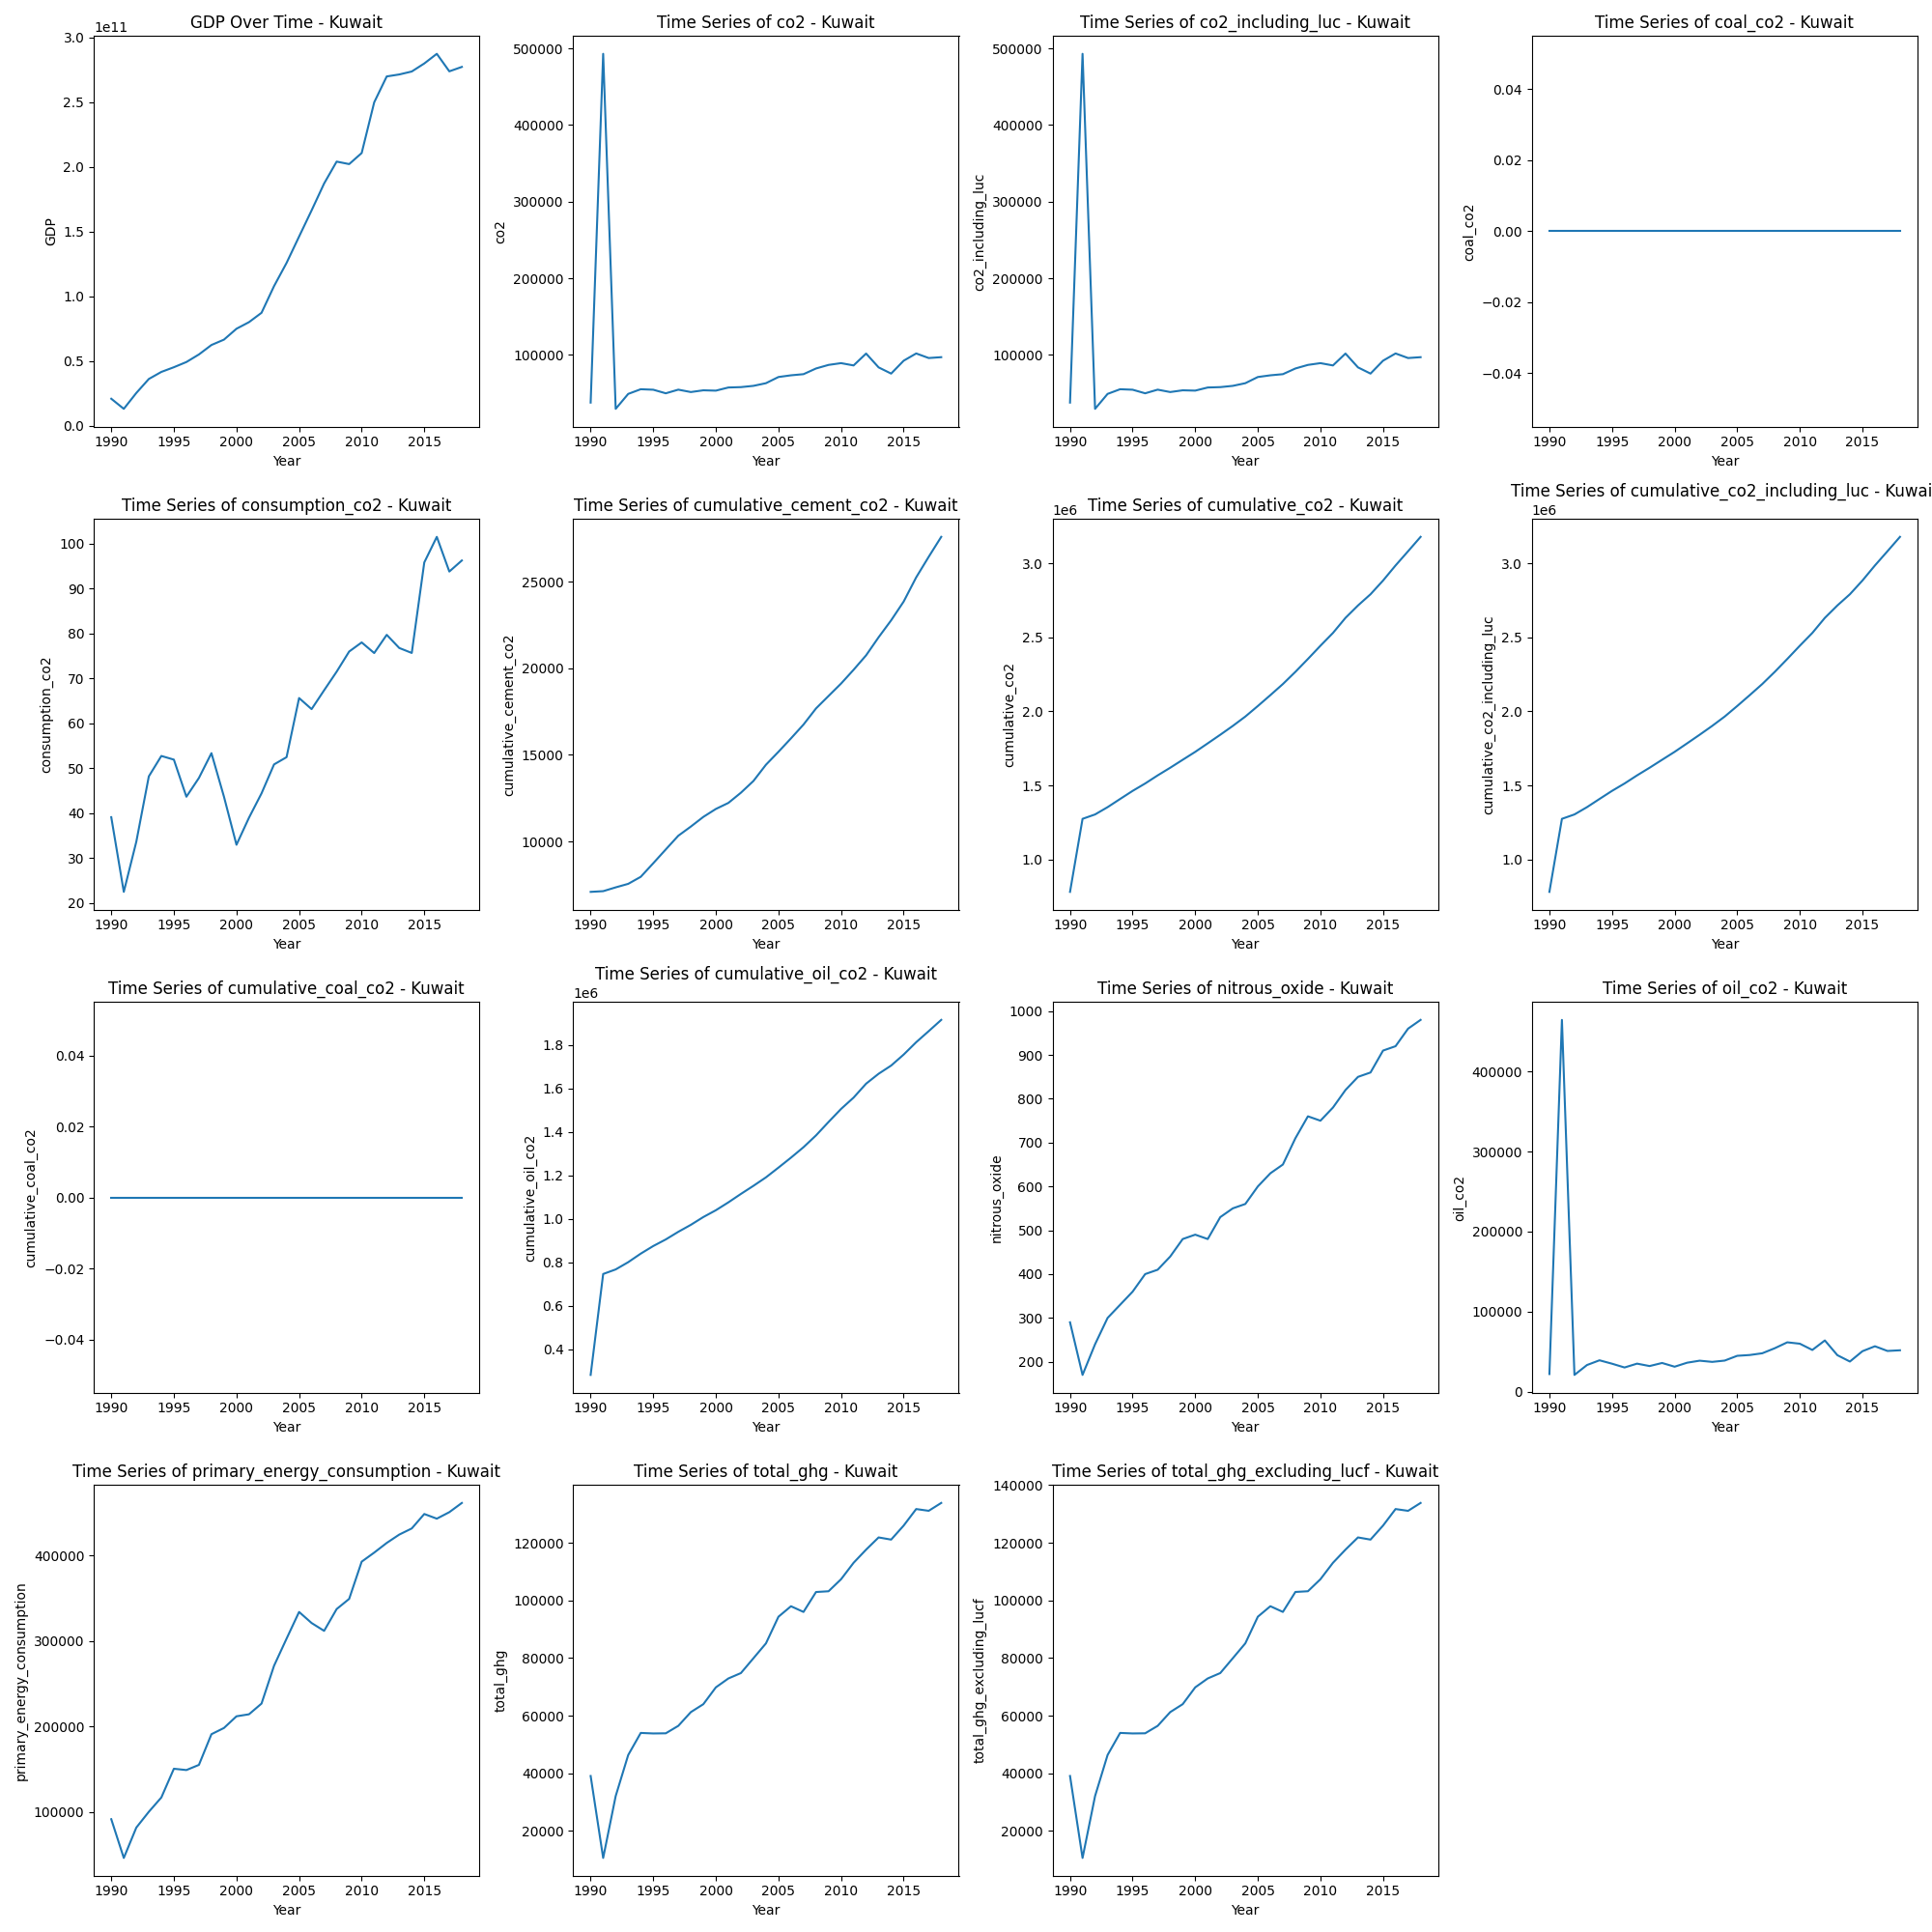 GDP Over Time - Kuwait
1e11
3.0
2.5
2.0
1.5
1.0
0.5
0.0
GDP
1990 1995 2000 2005 2010 2015
Year
Time Series of co2 - Kuwait
500000
400000
300000
200000
100000
co2
1990 1995 2000 2005 2010 2015
Year
Time Series of co2_including_luc - Kuwait
500000
400000
300000
200000
100000
co2_including_luc
1990 1995 2000 2005 2010 2015
Year
Time Series of coal_co2 - Kuwait
0.04
0.02
0.00
−0.02
−0.04
coal_co2
1990 1995 2000 2005 2010 2015
Year
Time Series of consumption_co2 - Kuwait
100
90
80
70
60
50
40
30
20
consumption_co2
1990 1995 2000 2005 2010 2015
Year
Time Series of cumulative_cement_co2 - Kuwait
25000
20000
15000
10000
cumulative_cement_co2
1990 1995 2000 2005 2010 2015
Year
Time Series of cumulative_co2 - Kuwait
1e6
3.0
2.5
2.0
1.5
1.0
cumulative_co2
1990 1995 2000 2005 2010 2015
Year
Time Series of cumulative_co2_including_luc - Kuwai
1e6
3.0
2.5
2.0
1.5
1.0
cumulative_co2_including_luc
1990 1995 2000 2005 2010 2015
Year
Time Series of cumulative_coal_co2 - Kuwait
0.04
0.02
0.00
−0.02
−0.04
cumulative_coal_co2
1990 1995 2000 2005 2010 2015
Year
Time Series of cumulative_oil_co2 - Kuwait
1e6
1.8
1.6
1.4
1.2
1.0
0.8
0.6
0.4
cumulative_oil_co2
1990 1995 2000 2005 2010 2015
Year
Time Series of nitrous_oxide - Kuwait
1000
900
800
700
600
500
400
300
200
nitrous_oxide
1990 1995 2000 2005 2010 2015
Year
Time Series of oil_co2 - Kuwait
400000
300000
200000
100000
0
oil_co2
1990 1995 2000 2005 2010 2015
Year
Time Series of primary_energy_consumption - Kuwait
400000
300000
200000
100000
primary_energy_consumption
1990 1995 2000 2005 2010 2015
Year
Time Series of total_ghg - Kuwait
120000
100000
80000
60000
40000
20000
total_ghg
1990 1995 2000 2005 2010 2015
Year
Time Series of total_ghg_excluding_lucf - Kuwait
140000
120000
100000
80000
60000
40000
20000
total_ghg_excluding_lucf
1990 1995 2000 2005 2010 2015
Year